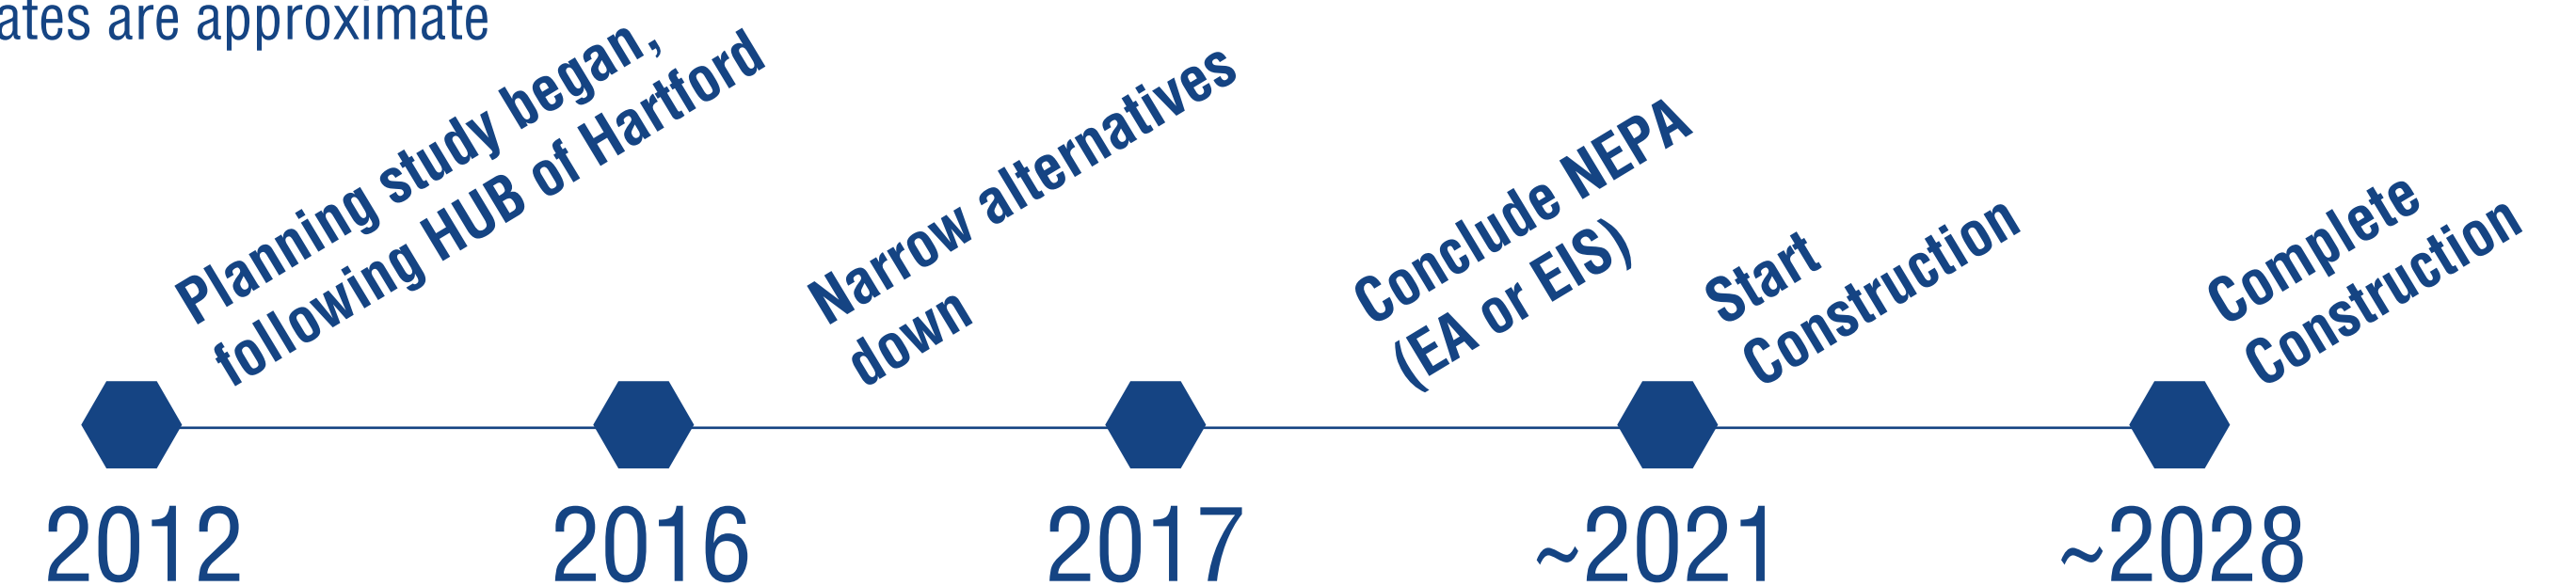 ates are approximate
Planning study began,
following HUB of Hartford
Narrow alternatives
down
Conclude NEPA
(EA or EIS)
Start
Construction
Complete
Construction
2012
2016
2017
~2021
~2028